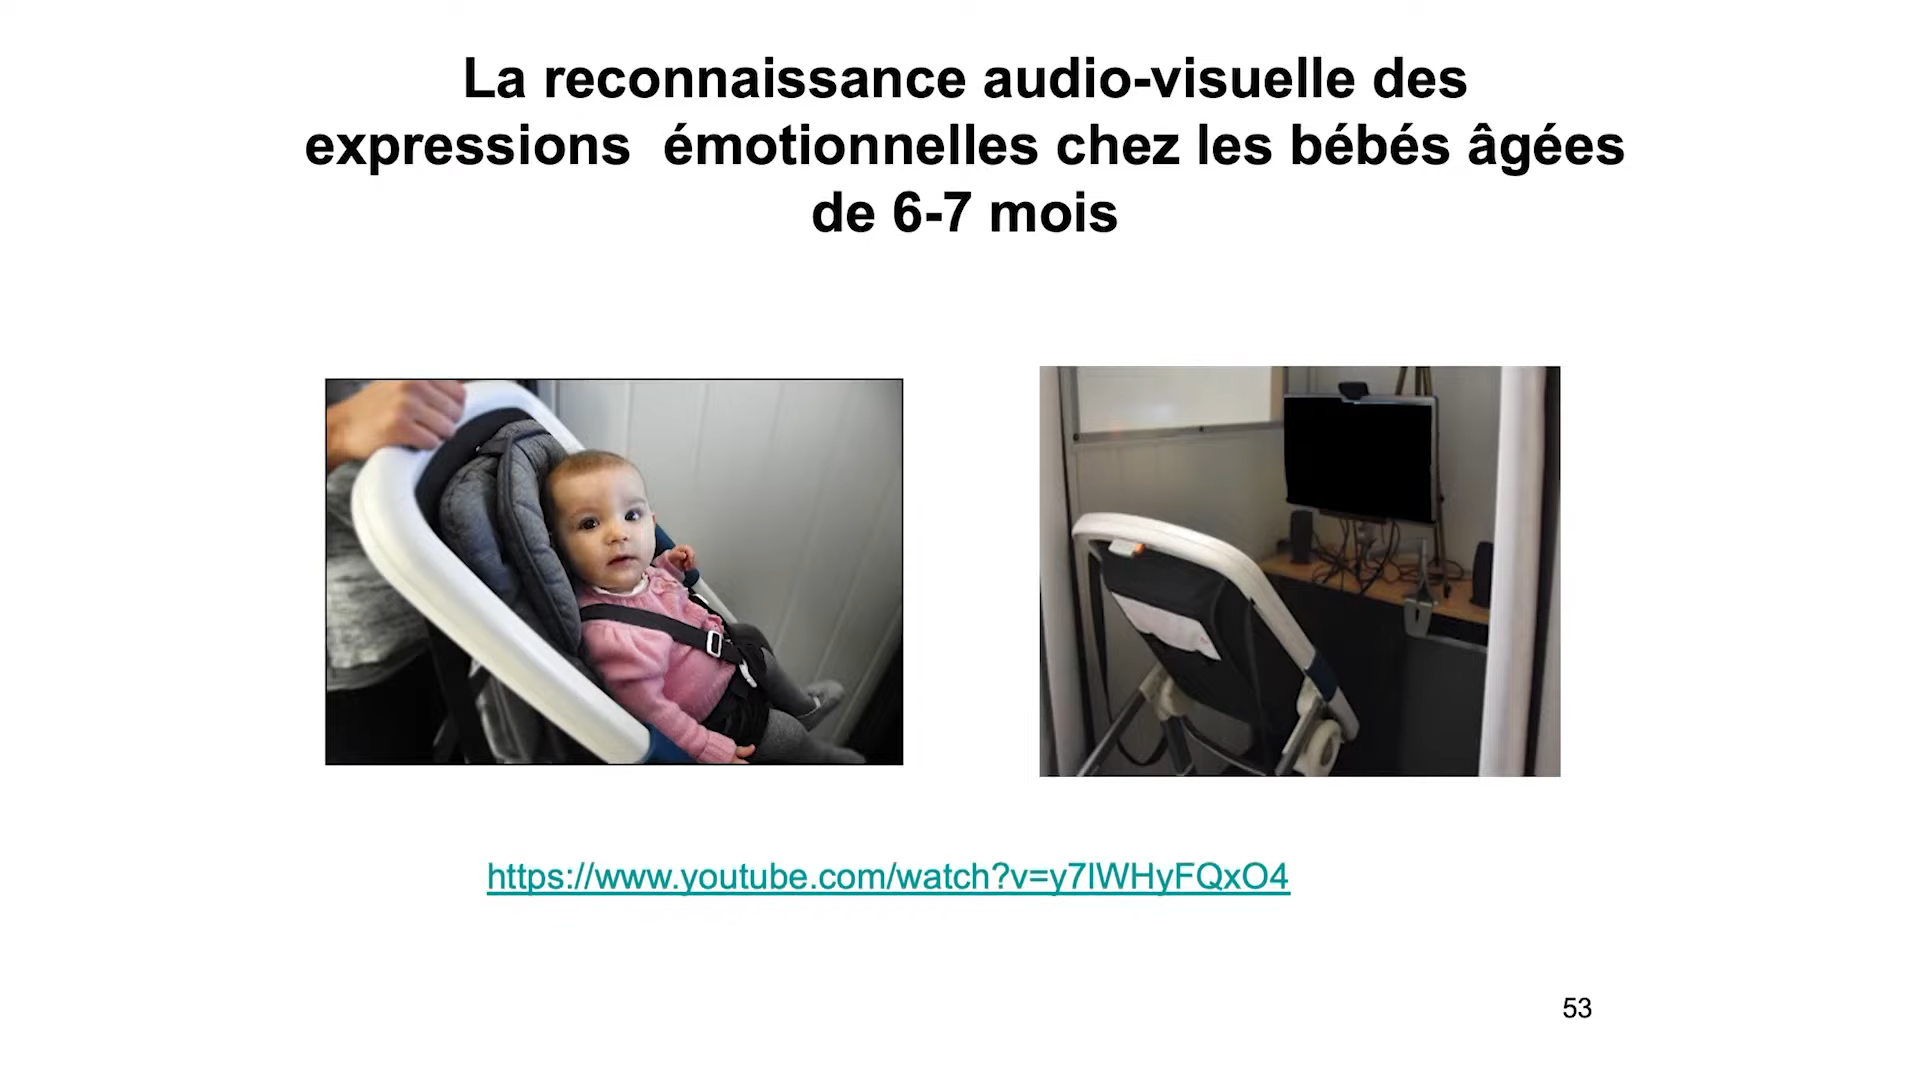 La reconnaissance audio-visuelle des
expressions  émotionnelles chez les bébés âgées
de 6-7 mois
https://www.youtube.com/watch?v=y7IWHyFQxO4
53